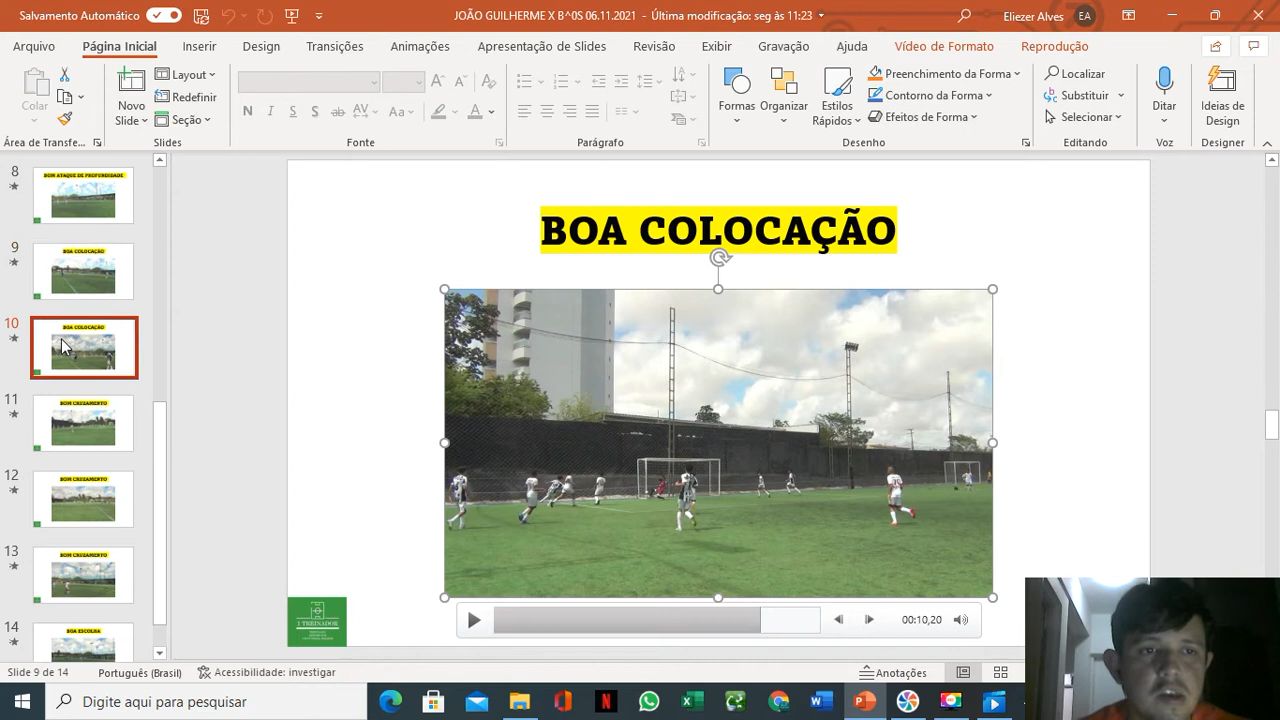 Salvamento Automático
JOÃO GUILHERME X B^0S 06.11.2021 • Última modificação: seg às 11:23
Eliezer Alves
EA
Arquivo
Página Inicial
Inserir
Design
Transições
Animações
Apresentação de Slides
Revisão
Exibir
Gravação
Ajuda
Vídeo de Formato
Reprodução
Colar
Novo
Slide
Layout
Redefinir
Seção
N
I
S
S
AV
Aa
A
Formas
Organizar
Estilos
Rápidos
Preenchimento da Forma
Contorno da Forma
Efeitos de Forma
Localizar
Substituir
Selecionar
Ditar
Ideias de
Design
Área de Transfe...
Slides
Fonte
Parágrafo
Desenho
Editando
Voz
Designer
8
BOM ATAQUE DE PROFUNDIDADE
9
BOA COLOCAÇÃO
10
BOA COLOCAÇÃO
11
BOM CRUZAMENTO
12
BOM CRUZAMENTO
13
BOM CRUZAMENTO
14
BOA ESCOLHA
BOA COLOCAÇÃO
00:10,20
1 TREINADOR
Slide 9 de 14
Português (Brasil)
Acessibilidade: investigar
Anotações
Digite aqui para pesquisar